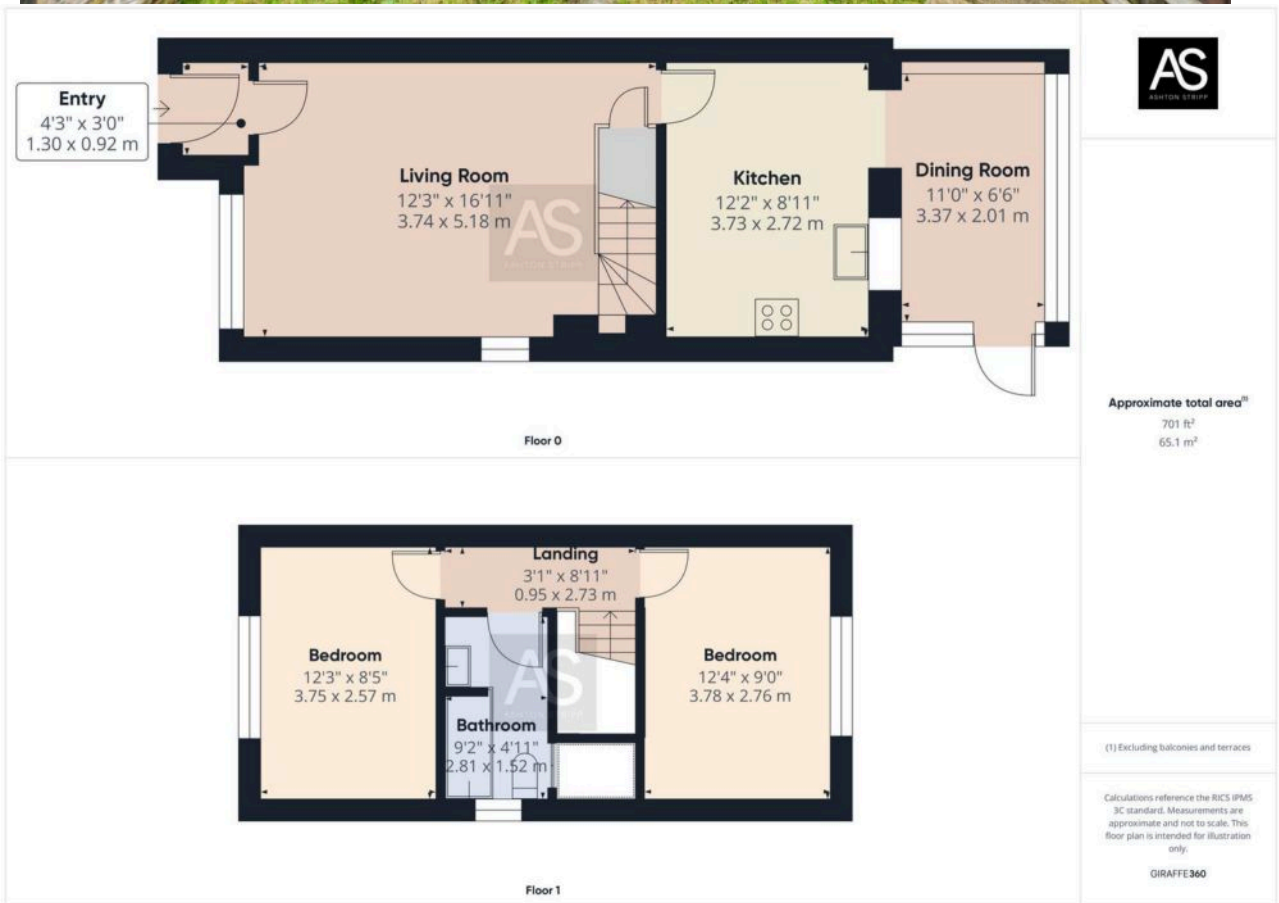 Entry
4'3" x 3'0"
1.30 x 0.92 m
Living Room
12'3" x 16'11"
3.74 x 5.18 m
AS
ASHTON STRIPP
Kitchen
12'2" x 8'11"
3.73 x 2.72 m
Dining Room
11'0" x 6'6"
3.37 x 2.01 m
Floor 0
Landing
3'1" x 8'11"
0.95 x 2.73 m
Bedroom
12'3" x 8'5"
3.75 x 2.57 m
AS
ASHTON STRIPP
Bathroom
9'2" x 4'11"
2.81 x 1.52 m
Bedroom
12'4" x 9'0"
3.78 x 2.76 m
Floor 1
AS
ASHTON STRIPP
Approximate total area⁽¹⁾
701 ft²
65.1 m²
(1) Excluding balconies and terraces
Calculations reference the RICS IPMS
3C standard. Measurements are
approximate and not to scale. This
floor plan is intended for illustration
only.
GIRAFFE360